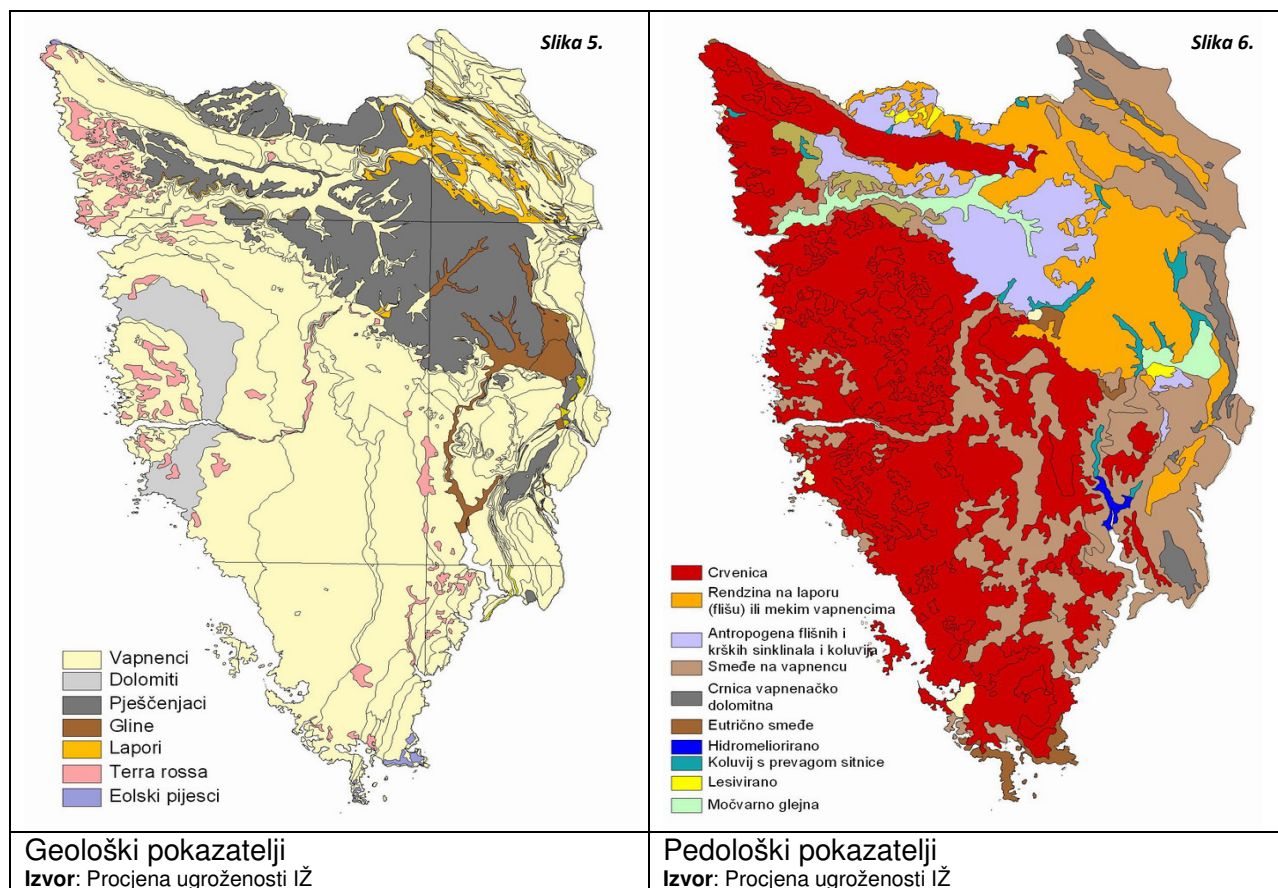 Slika 5.
Vapnenci
Dolomiti
Pješčenjaci
Gline
Lapori
Terra rossa
Eolski pijesci
Geološki pokazatelji
Izvor: Procjena ugroženosti IŽ
Slika 6.
Crvenica
Rendzina na laporu
(flišu) ili mekim vapnencima
Antropogena flišnih i
krških sinklinala i koluvija
Smeđe na vapnencu
Crnica vapnenačko
dolomitna
Eutrično smeđe
Hidromeliorirano
Koluvij s prevagom sitnice
Lesivirano
Močvarno glejna
Pedološki pokazatelji
Izvor: Procjena ugroženosti IŽ